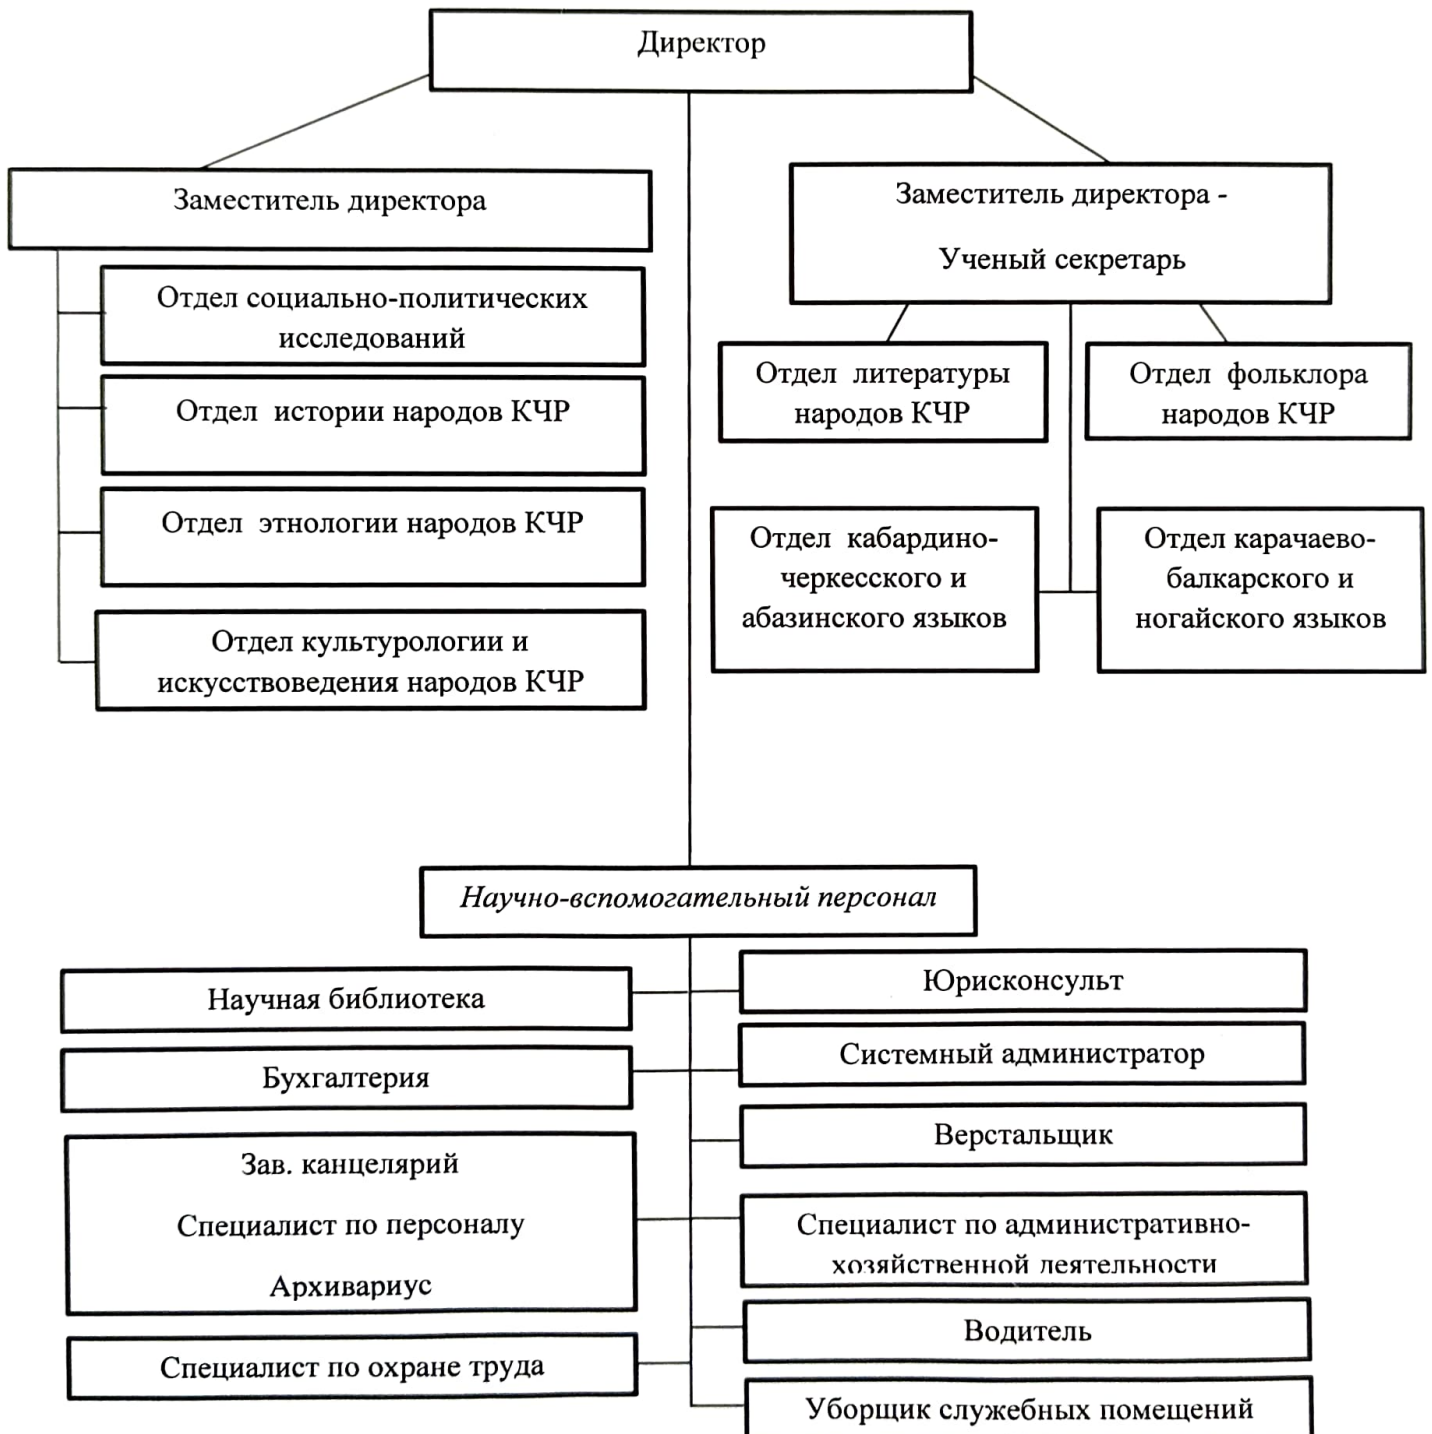 Директор
Заместитель директора
Отдел социально-политических
исследований
Отдел истории народов КЧР
Отдел этнологии народов КЧР
Отдел культурологии и
искусствоведения народов КЧР
Заместитель директора -
Ученый секретарь
Отдел литературы
народов КЧР
Отдел фольклора
народов КЧР
Отдел кабардино-
черкесского и
абазинского языков
Отдел карачаево-
балкарского и
ногайского языков
Научно-вспомогательный персонал
Научная библиотека
Бухгалтерия
Зав. канцелярий
Специалист по персоналу
Архивариус
Специалист по охране труда
Юрисконсульт
Системный администратор
Верстальщик
Специалист по административно-
хозяйственной деятельности
Водитель
Уборщик служебных помещений